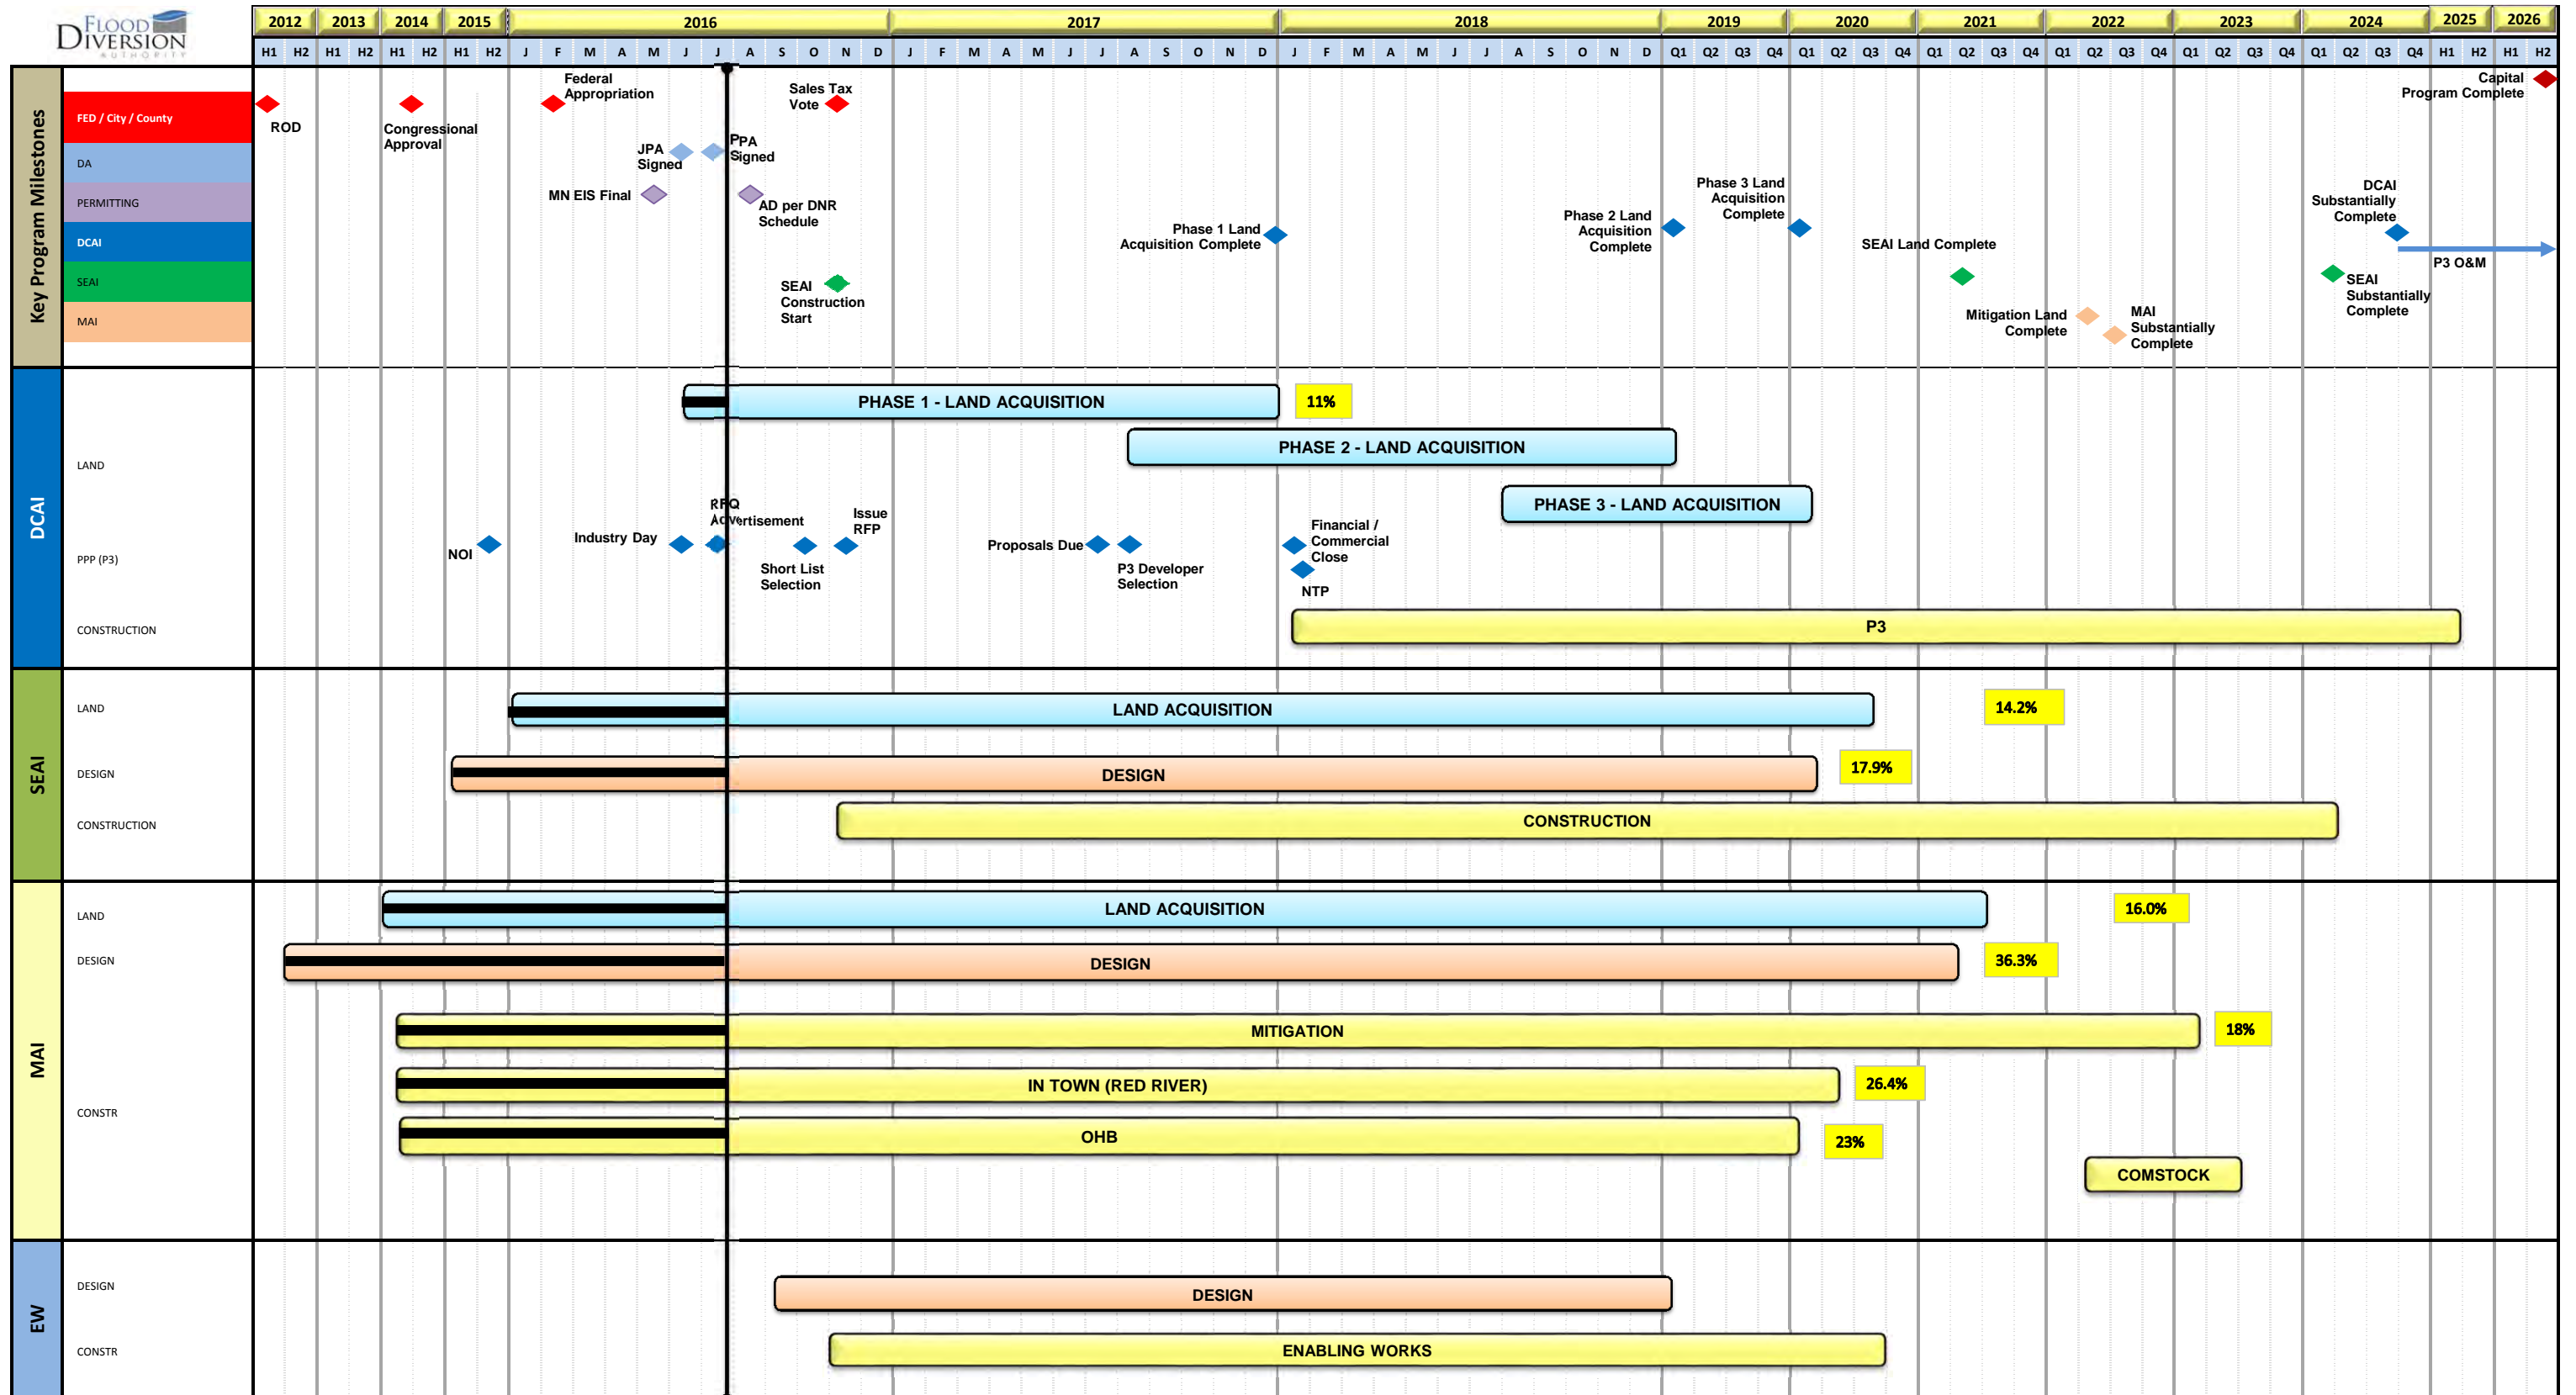 FLOOD
DIVERSION
AUTHORITY
2012 2013 2014 2015 2016 2017 2018 2019 2020 2021 2022 2023 2024 2025 2026
H1 H2 H1 H2 H1 H2 H1 H2 J F M A M J J A S O N D J F M A M J J A S O N D J F M A M J J A S O N D Q1 Q2 Q3 Q4 Q1 Q2 Q3 Q4 Q1 Q2 Q3 Q4 Q1 Q2 Q3 Q4 Q1 Q2 Q3 Q4 Q1 Q2 Q3 Q4 H1 H2 H1 H2
Key Program Milestones
FED / City / County
DA
PERMITTING
DCAI
SEAI
MAI
ROD
Congressional
Approval
Federal
Appropriation
Sales Tax
Vote
Capital
Program Complete
JPA
Signed
PPA
Signed
MN EIS Final
AD per DNR
Schedule
Phase 1 Land
Acquisition Complete
Phase 2 Land
Acquisition
Complete
Phase 3 Land
Acquisition
Complete
DCAI
Substantially
Complete
P3 O&M
SEAI
Construction
Start
SEAI Land Complete
SEAI
Substantially
Complete
Mitigation Land
Complete
MAI
Substantially
Complete
DCAI
LAND
PHASE 1 - LAND ACQUISITION
11%
PHASE 2 - LAND ACQUISITION
PHASE 3 - LAND ACQUISITION
PPP (P3)
NOI
Industry Day
RFQ
Advertisement
Short List
Selection
Issue
RFP
Proposals Due
P3 Developer
Selection
Financial /
Commercial
Close
NTP
CONSTRUCTION
P3
SEAI
LAND
LAND ACQUISITION
14.2%
DESIGN
DESIGN
17.9%
CONSTRUCTION
CONSTRUCTION
MAI
LAND
LAND ACQUISITION
16.0%
DESIGN
DESIGN
36.3%
CONSTR
MITIGATION
18%
IN TOWN (RED RIVER)
26.4%
OHB
23%
COMSTOCK
EW
DESIGN
DESIGN
CONSTR
ENABLING WORKS